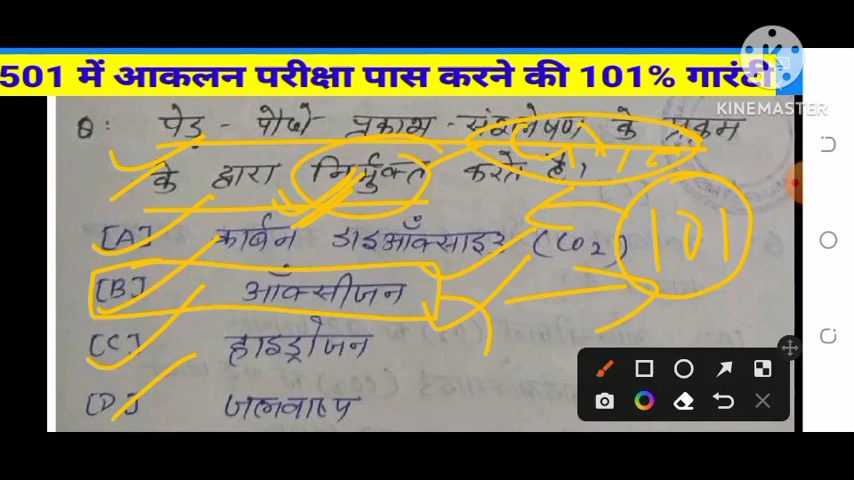 501 में आकलन परीक्षा पास करने की 101% गारंटी
KINEMASTER
Q: पेड़ - पौधे प्रकाश - संश्लेषण के प्रक्रम
के द्वारा निर्मुक्त करते है।
[A] कार्बन डाइऑक्साइड (CO2) 101
[B] ऑक्सीजन
[C] हाइड्रोजन
[D] जलवाष्प